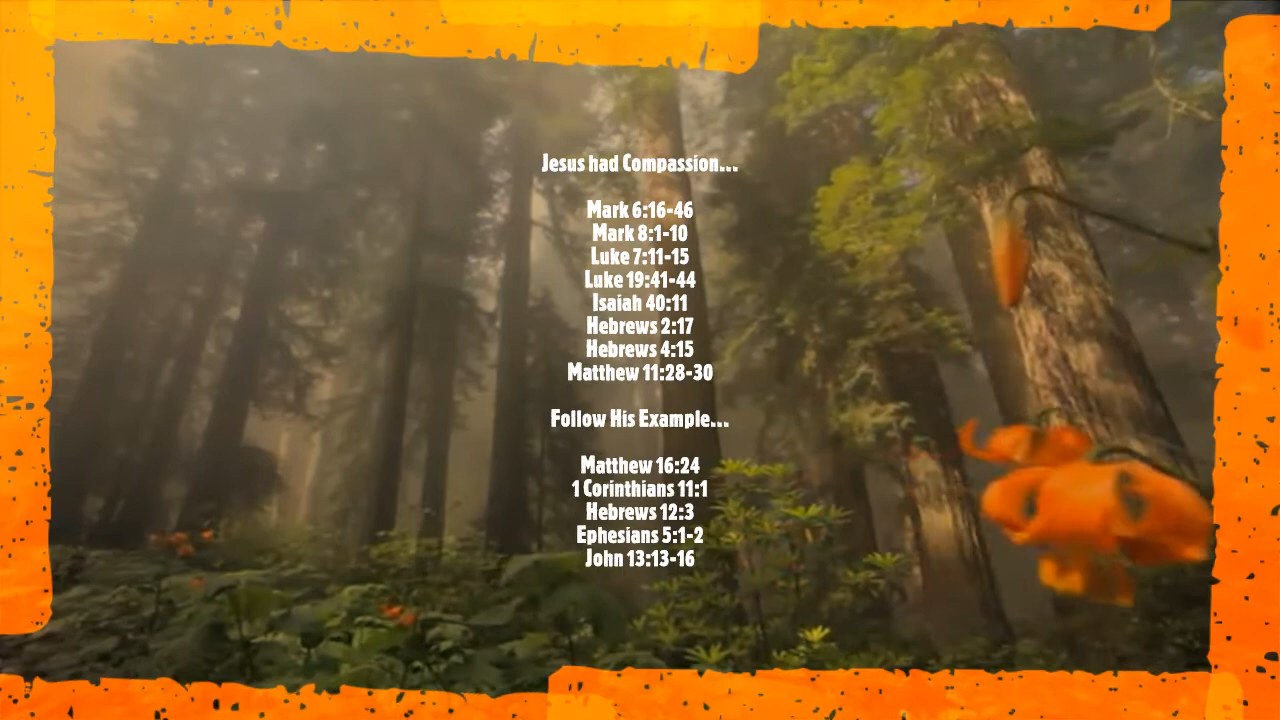 Jesus had Compassion...
Mark 6:16-46
Mark 8:1-10
Luke 7:11-15
Luke 19:41-44
Isaiah 40:11
Hebrews 2:17
Hebrews 4:15
Matthew 11:28-30
Follow His Example...
Matthew 16:24
1 Corinthians 11:1
Hebrews 12:3
Ephesians 5:1-2
John 13:13-16